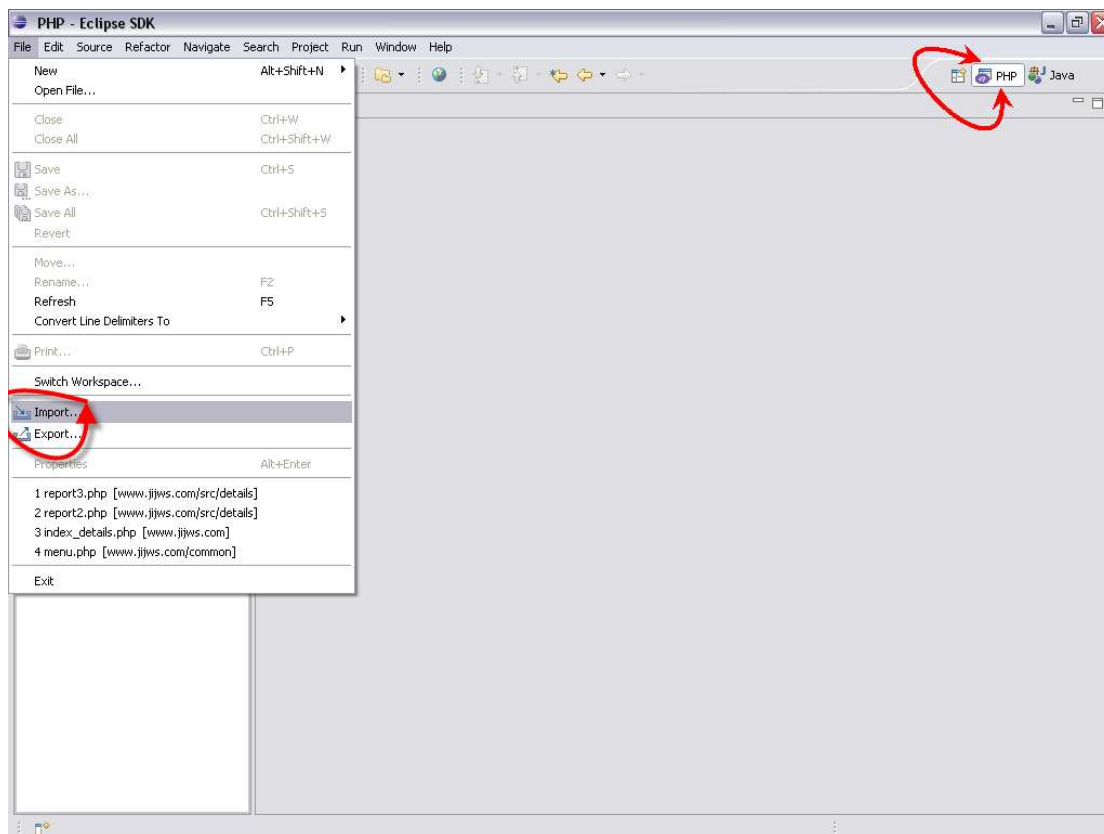 PHP - Eclipse SDK
File Edit Source Refactor Navigate Search Project Run Window Help
New Alt+Shift+N
Open File...
PHP Java
Close Ctrl+W
Close All Ctrl+Shift+W
Save Ctrl+S
Save As...
Save All Ctrl+Shift+S
Revert
Move...
Rename... F2
Refresh F5
Convert Line Delimiters To
Print... Ctrl+P
Switch Workspace...
Import...
Export...
Properties Alt+Enter
1 report3.php [www.jijws.com/src/details]
2 report2.php [www.jijws.com/src/details]
3 index_details.php [www.jijws.com]
4 menu.php [www.jijws.com/common]
Exit